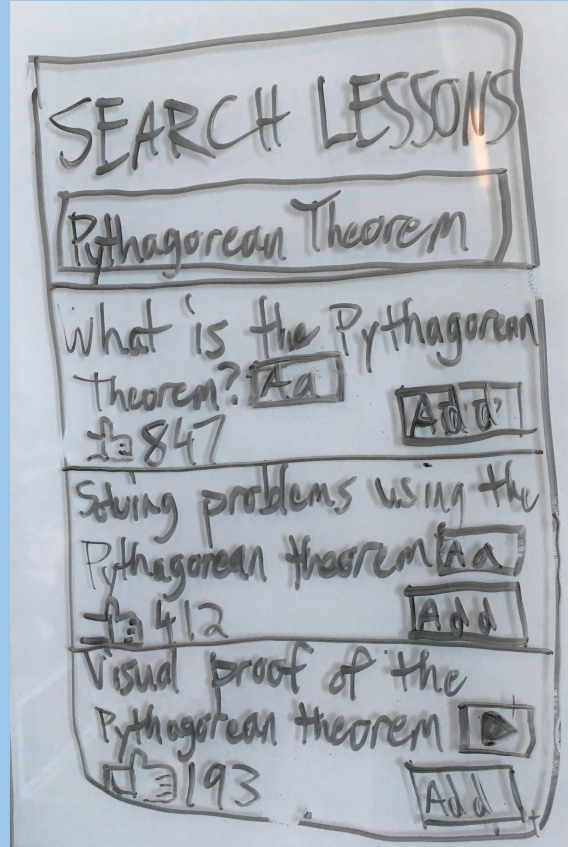 SEARCH LESSONS
Pythagorean Theorem
What is the Pythagorean
Theorem? Aa
Add
847
Solving problems using the
Pythagorean theorem Aa
412
Add
Visual proof of the
Pythagorean theorem
193
Add